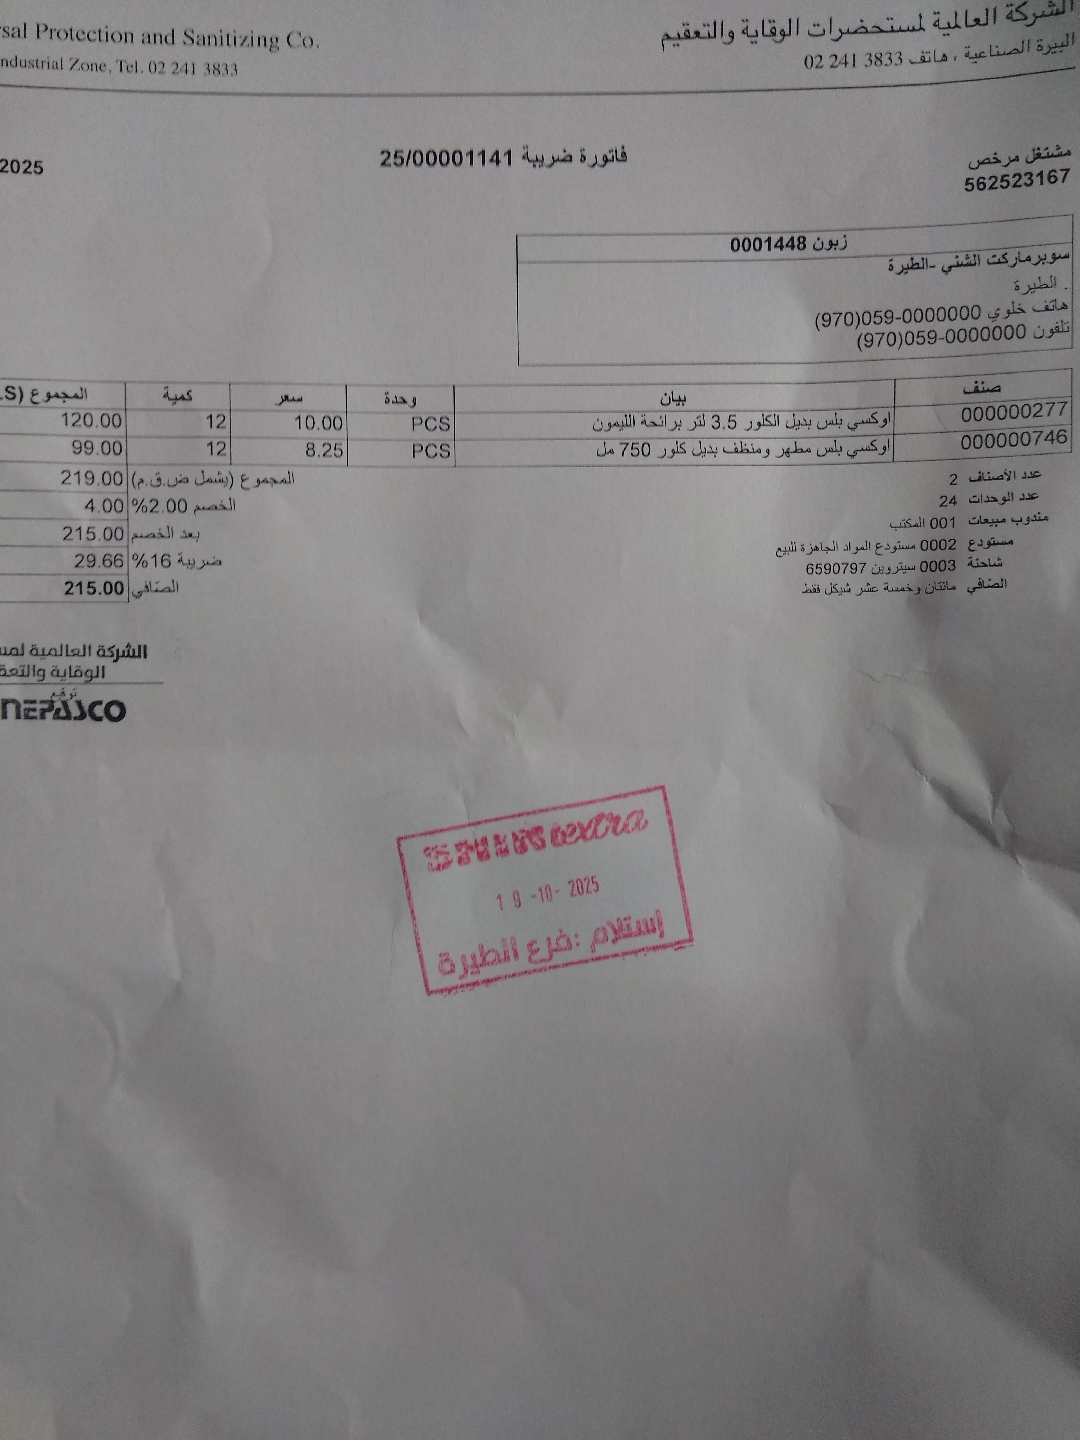 الشركة العالمية لمستحضرات الوقاية والتعقيم
البيرة الصناعية ، هاتف 3833 241 02
rsal Protection and Sanitizing Co.
ndustrial Zone, Tel. 02 241 3833
مشتغل مرخص
562523167
فاتورة ضريبة 25/00001141
2025
زبون 0001448
سوبرماركت الشني -الطيرة
. الطيرة
هاتف خلوي 0000000-059(970)
تلفون 0000000-059(970)
صنف بيان وحدة سعر كمية المجموع (S.
000000277 اوكسي بلس بديل الكلور 3.5 لتر برائحة الليمون PCS 10.00 12 120.00
000000746 اوكسي بلس مطهر ومنظف بديل كلور 750 مل PCS 8.25 12 99.00
عدد الأصناف 2
عدد الوحدات 24
مندوب مبيعات 001 المكتب
مستودع 0002 مستودع المواد الجاهزة للبيع
شاحنة 0003 سيتروين 6590797
الصافي مائتان وخمسة عشر شيكل فقط
المجموع (يشمل ض.ق.م) 219.00
الخصم 2.00% 4.00
بعد الخصم 215.00
ضريبة 16% 29.66
الصافي 215.00
الشركة العالمية لمس
الوقاية والتعق
توقيع
extra
19-10-2025
إستلام :فرع الطيرة